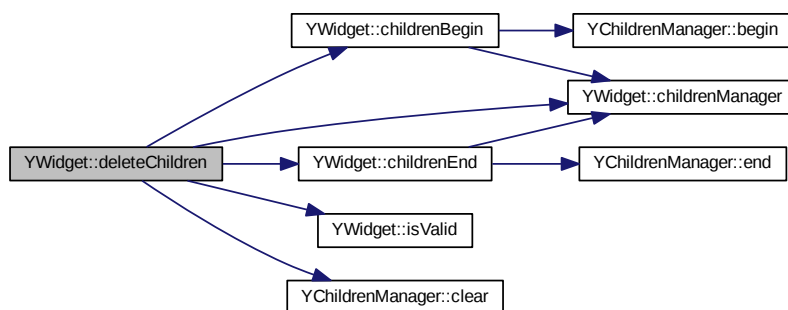 YWidget::childrenBegin
YChildrenManager::begin
YWidget::childrenManager
YWidget::deleteChildren
YWidget::childrenEnd
YChildrenManager::end
YWidget::isValid
YChildrenManager::clear